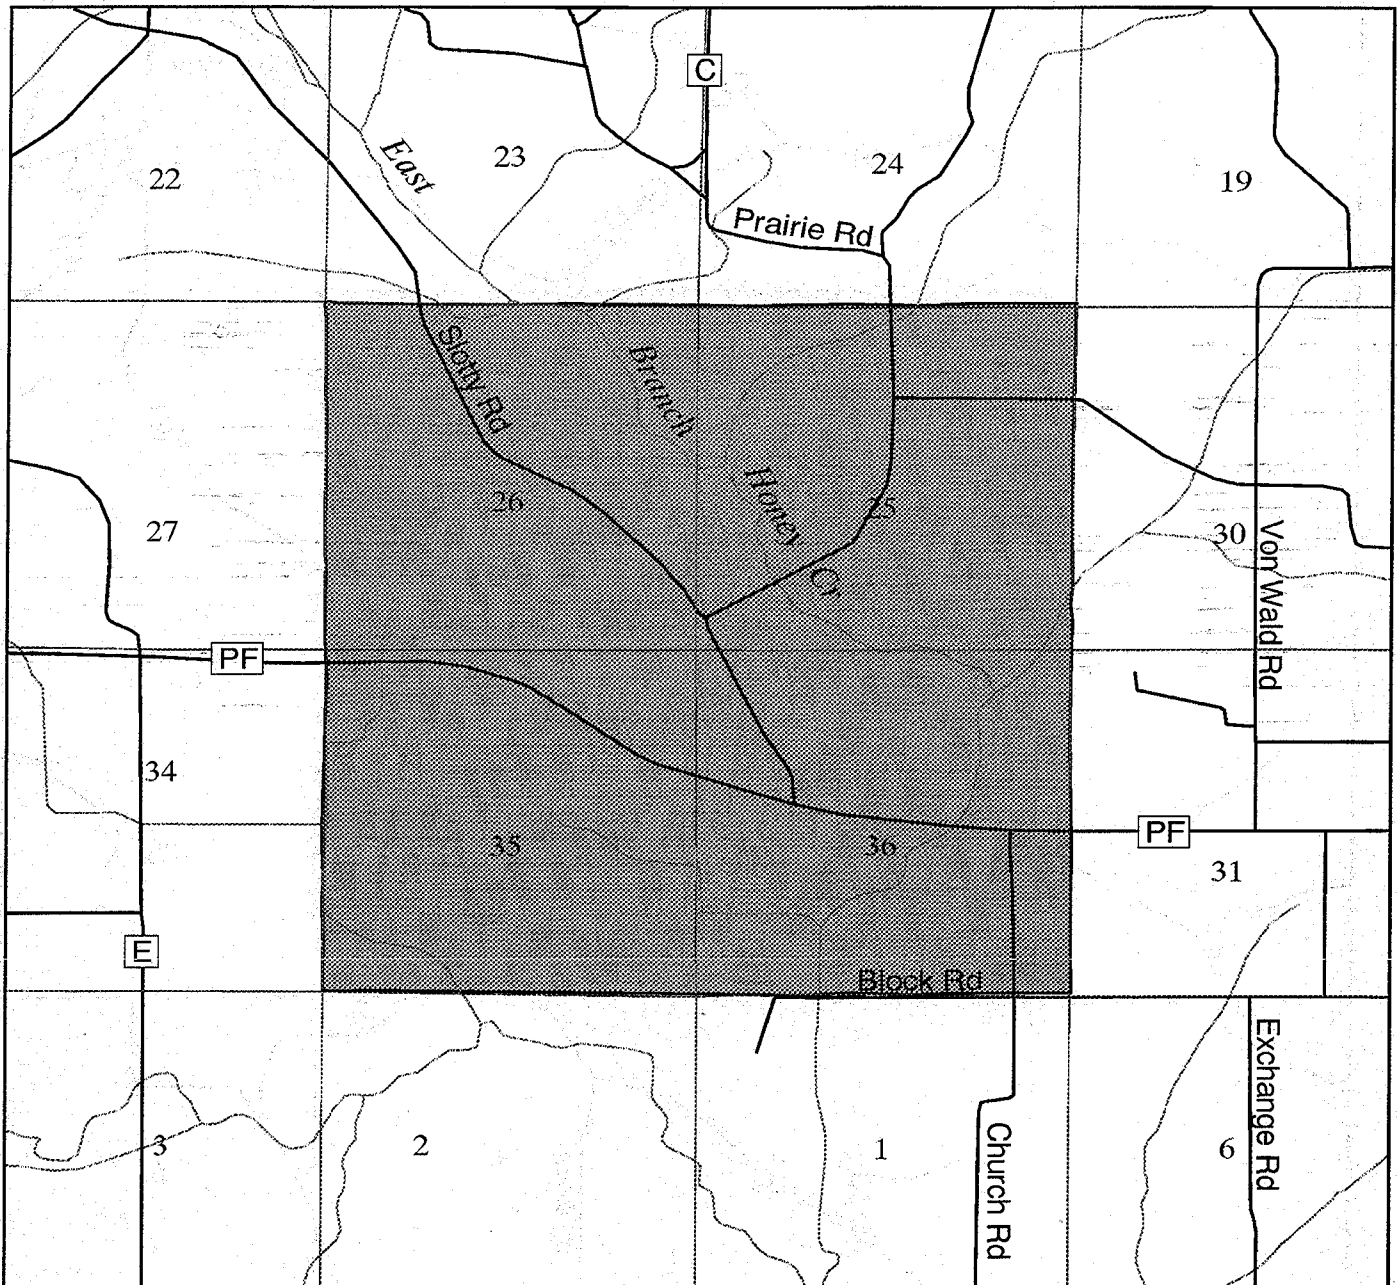 C
East
23
24
22
19
Prairie Rd
Slotty Rd
Branch
Honey
Cr
26
25
27
30
Von Wald Rd
PF
34
35
36
PF
31
E
Block Rd
Exchange Rd
3
2
1
6
Church Rd